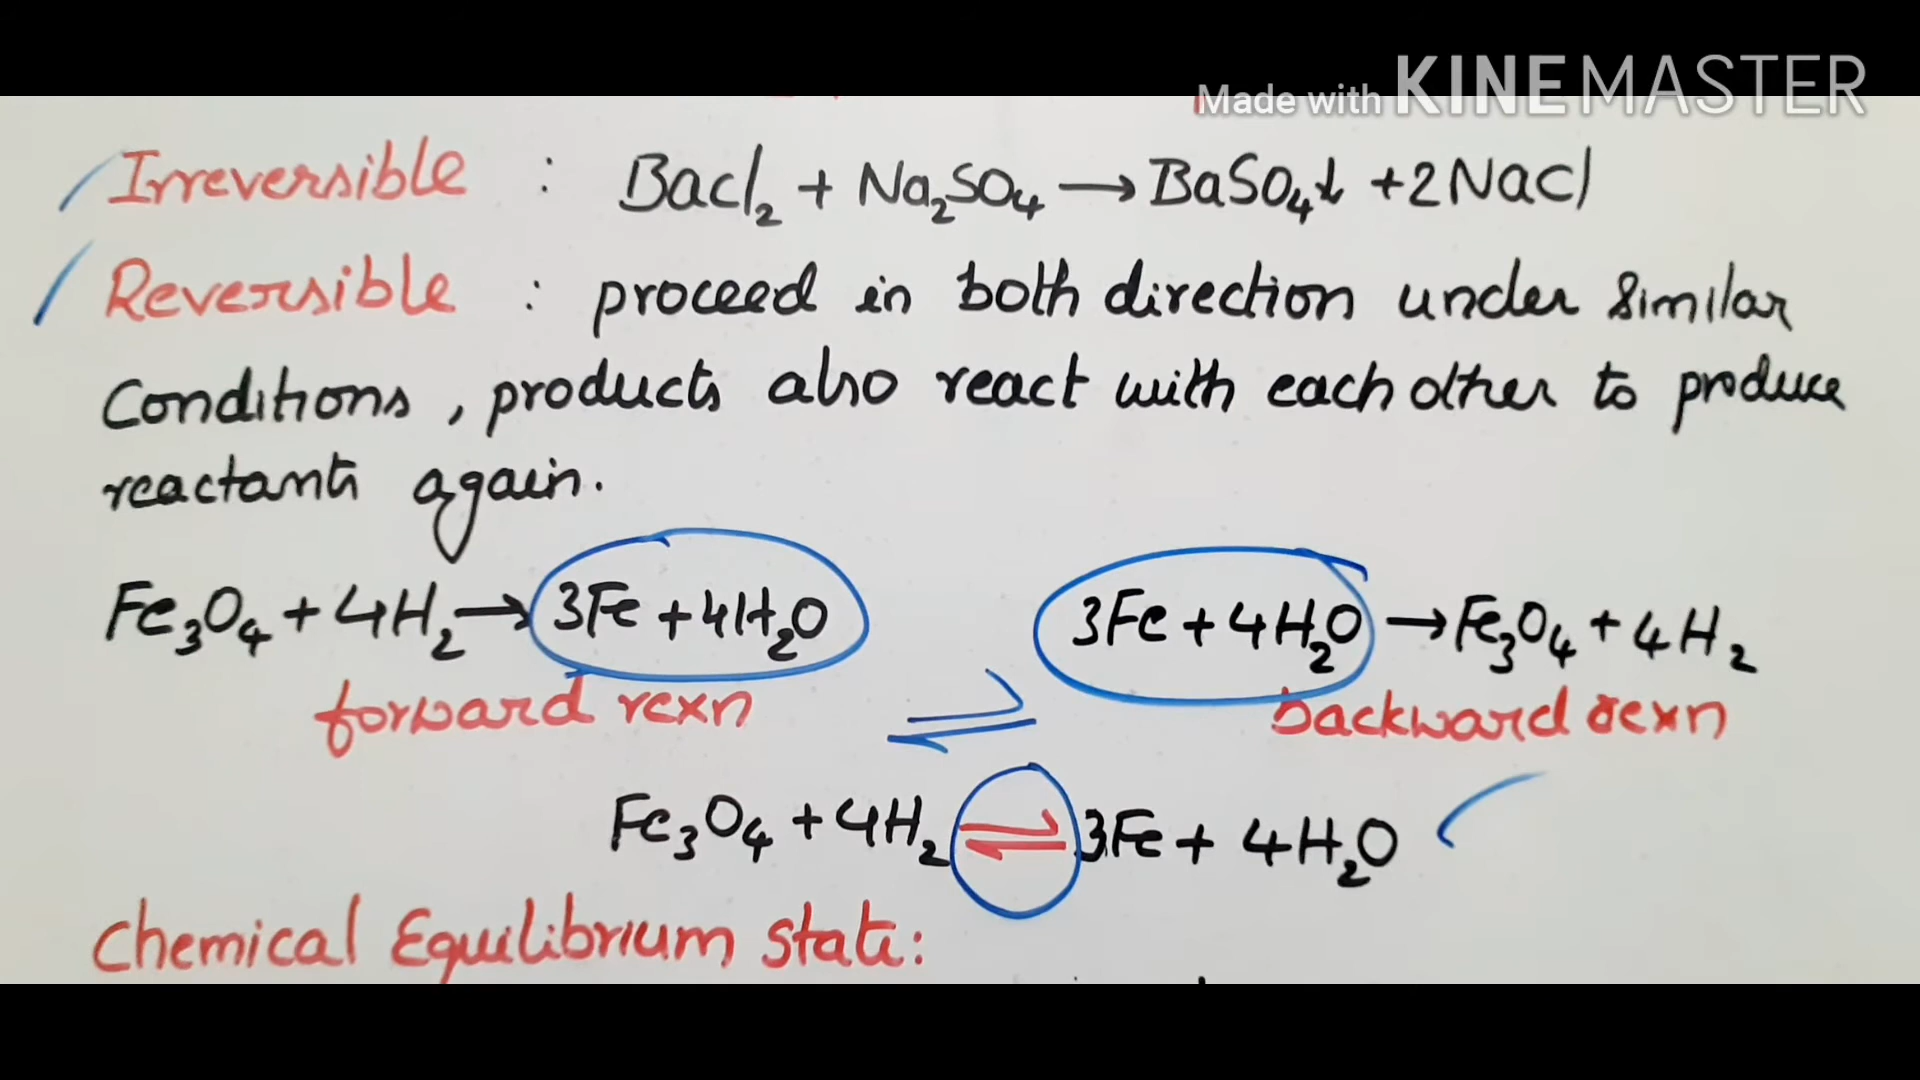 Made with KINEMASTER
Irreversible : BaCl₂ + Na₂SO₄ → BaSO₄↓ + 2NaCl
Reversible : proceed in both direction under similar
Conditions, products also react with each other to produce
reactants again.
Fe₃O₄ + 4H₂ → 3Fe + 4H₂O 3Fe + 4H₂O → Fe₃O₄ + 4H₂
forward rexn ⇌ backward rexn
Fe₃O₄ + 4H₂ ⇌ 3Fe + 4H₂O
Chemical Equilibrium state: